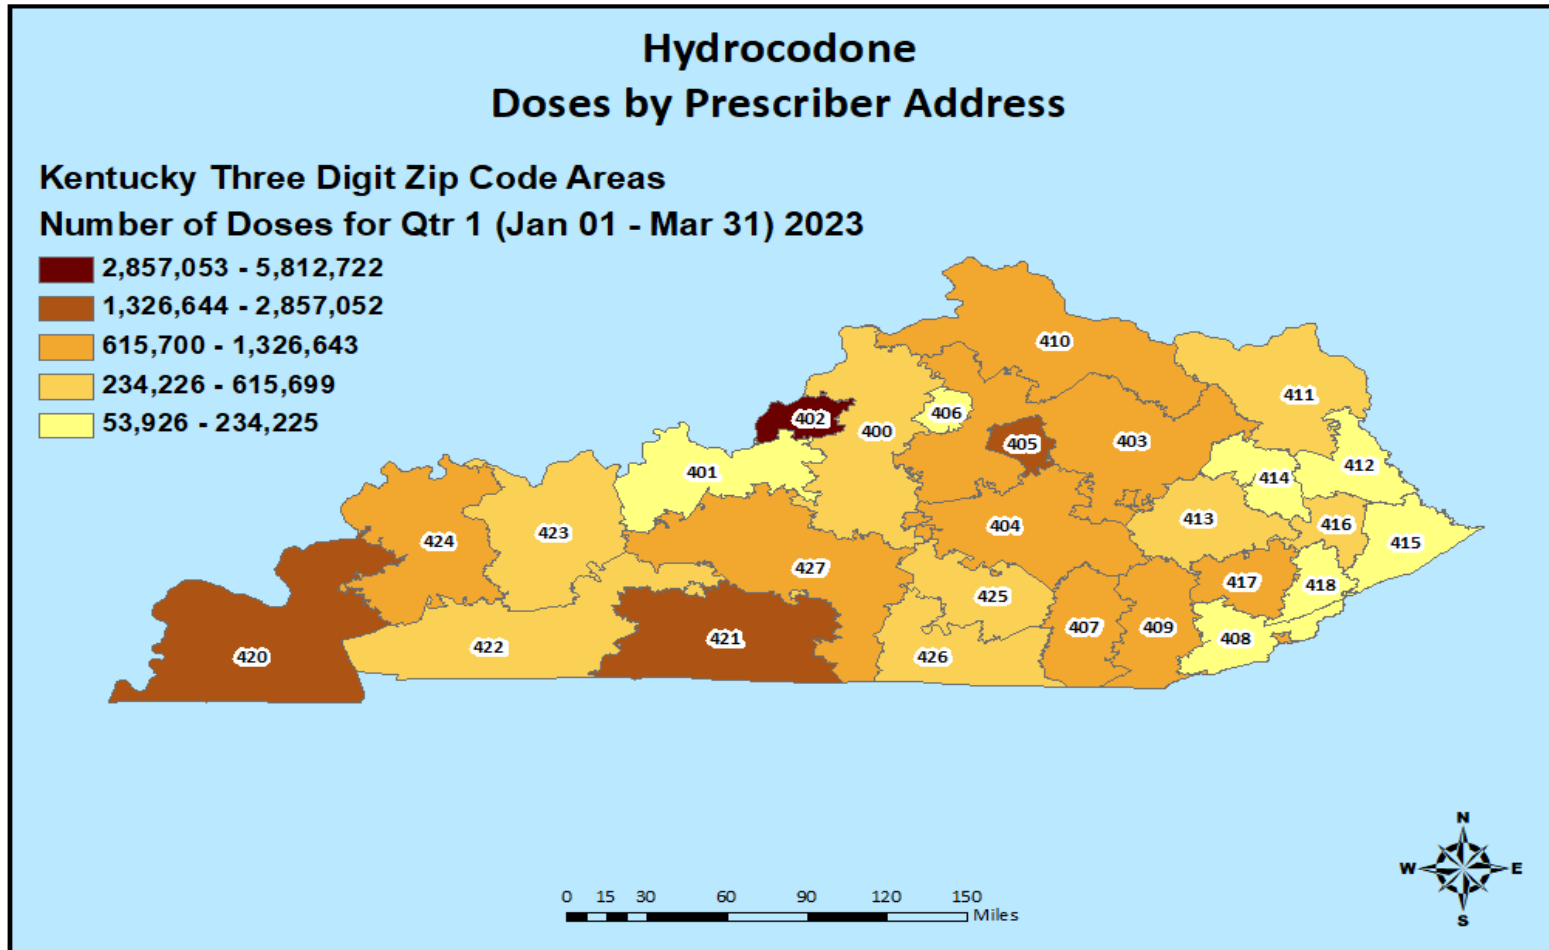 Hydrocodone
Doses by Prescriber Address
Kentucky Three Digit Zip Code Areas
Number of Doses for Qtr 1 (Jan 01 - Mar 31) 2023
2,857,053 - 5,812,722
1,326,644 - 2,857,052
615,700 - 1,326,643
234,226 - 615,699
53,926 - 234,225
410
411
402
406
400
405
403
401
414
412
424
423
404
413
416
415
427
417
418
425
420
422
421
426
407
409
408
N
W E
S
0 15 30 60 90 120 150
Miles